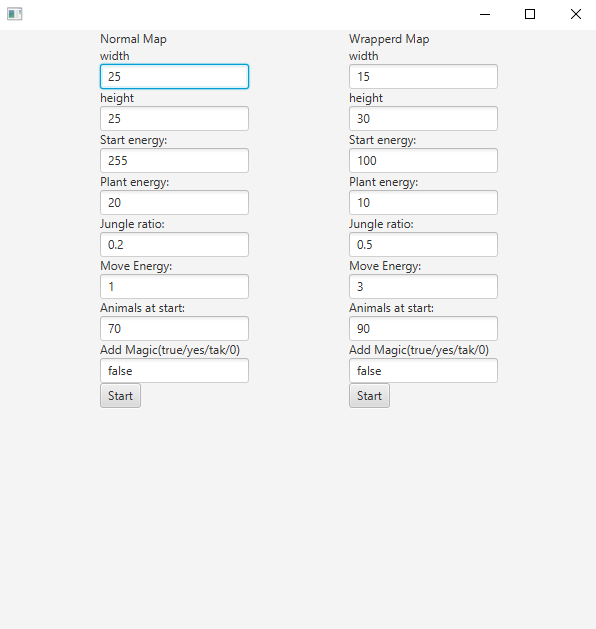 Normal Map
width
25
height
25
Start energy:
255
Plant energy:
20
Jungle ratio:
0.2
Move Energy:
1
Animals at start:
70
Add Magic(true/yes/tak/0)
false
Start
Wrapperd Map
width
15
height
30
Start energy:
100
Plant energy:
10
Jungle ratio:
0.5
Move Energy:
3
Animals at start:
90
Add Magic(true/yes/tak/0)
false
Start